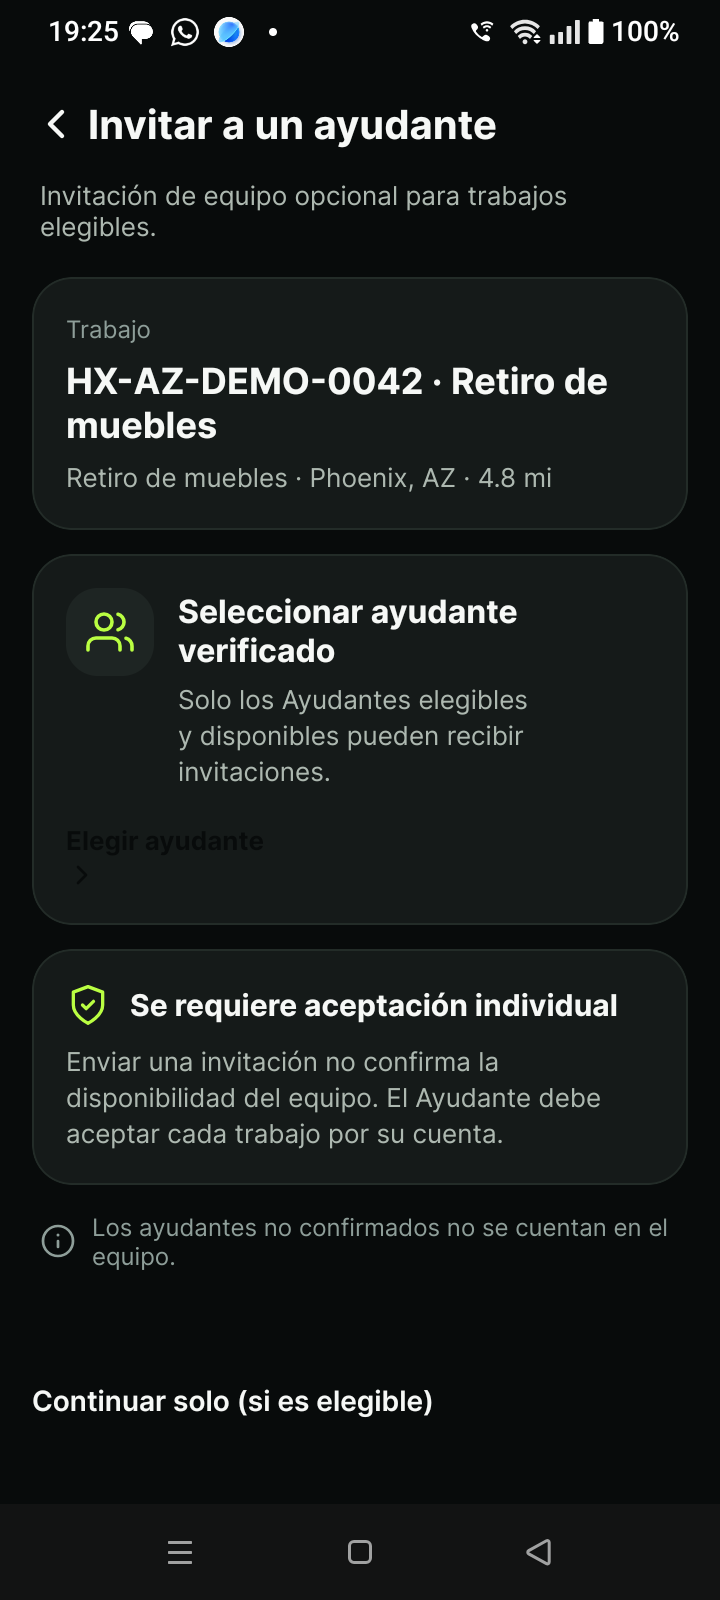 19:25
100%
Invitar a un ayudante
Invitación de equipo opcional para trabajos
elegibles.
Trabajo
HX-AZ-DEMO-0042 · Retiro de
muebles
Retiro de muebles · Phoenix, AZ · 4.8 mi
Seleccionar ayudante
verificado
Solo los Ayudantes elegibles
y disponibles pueden recibir
invitaciones.
Elegir ayudante
Se requiere aceptación individual
Enviar una invitación no confirma la
disponibilidad del equipo. El Ayudante debe
aceptar cada trabajo por su cuenta.
Los ayudantes no confirmados no se cuentan en el
equipo.
Continuar solo (si es elegible)